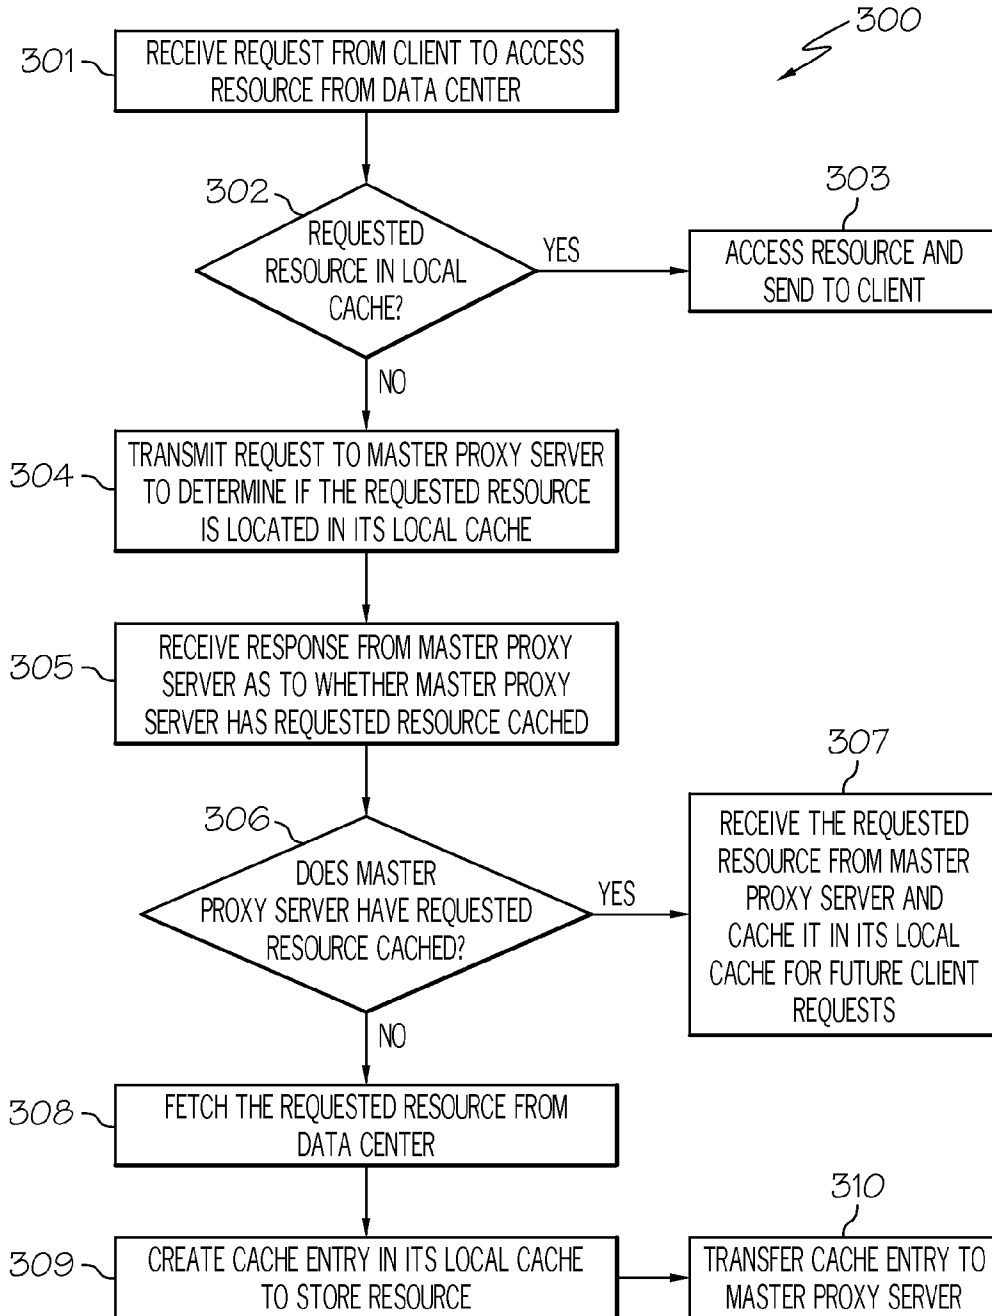 300
301
RECEIVE REQUEST FROM CLIENT TO ACCESS
RESOURCE FROM DATA CENTER
302
REQUESTED
RESOURCE IN LOCAL
CACHE?
YES
303
ACCESS RESOURCE AND
SEND TO CLIENT
NO
304
TRANSMIT REQUEST TO MASTER PROXY SERVER
TO DETERMINE IF THE REQUESTED RESOURCE
IS LOCATED IN ITS LOCAL CACHE
305
RECEIVE RESPONSE FROM MASTER PROXY
SERVER AS TO WHETHER MASTER PROXY
SERVER HAS REQUESTED RESOURCE CACHED
306
DOES MASTER
PROXY SERVER HAVE REQUESTED
RESOURCE CACHED?
YES
307
RECEIVE THE REQUESTED
RESOURCE FROM MASTER
PROXY SERVER AND
CACHE IT IN ITS LOCAL
CACHE FOR FUTURE CLIENT
REQUESTS
NO
308
FETCH THE REQUESTED RESOURCE FROM
DATA CENTER
309
CREATE CACHE ENTRY IN ITS LOCAL CACHE
TO STORE RESOURCE
310
TRANSFER CACHE ENTRY TO
MASTER PROXY SERVER